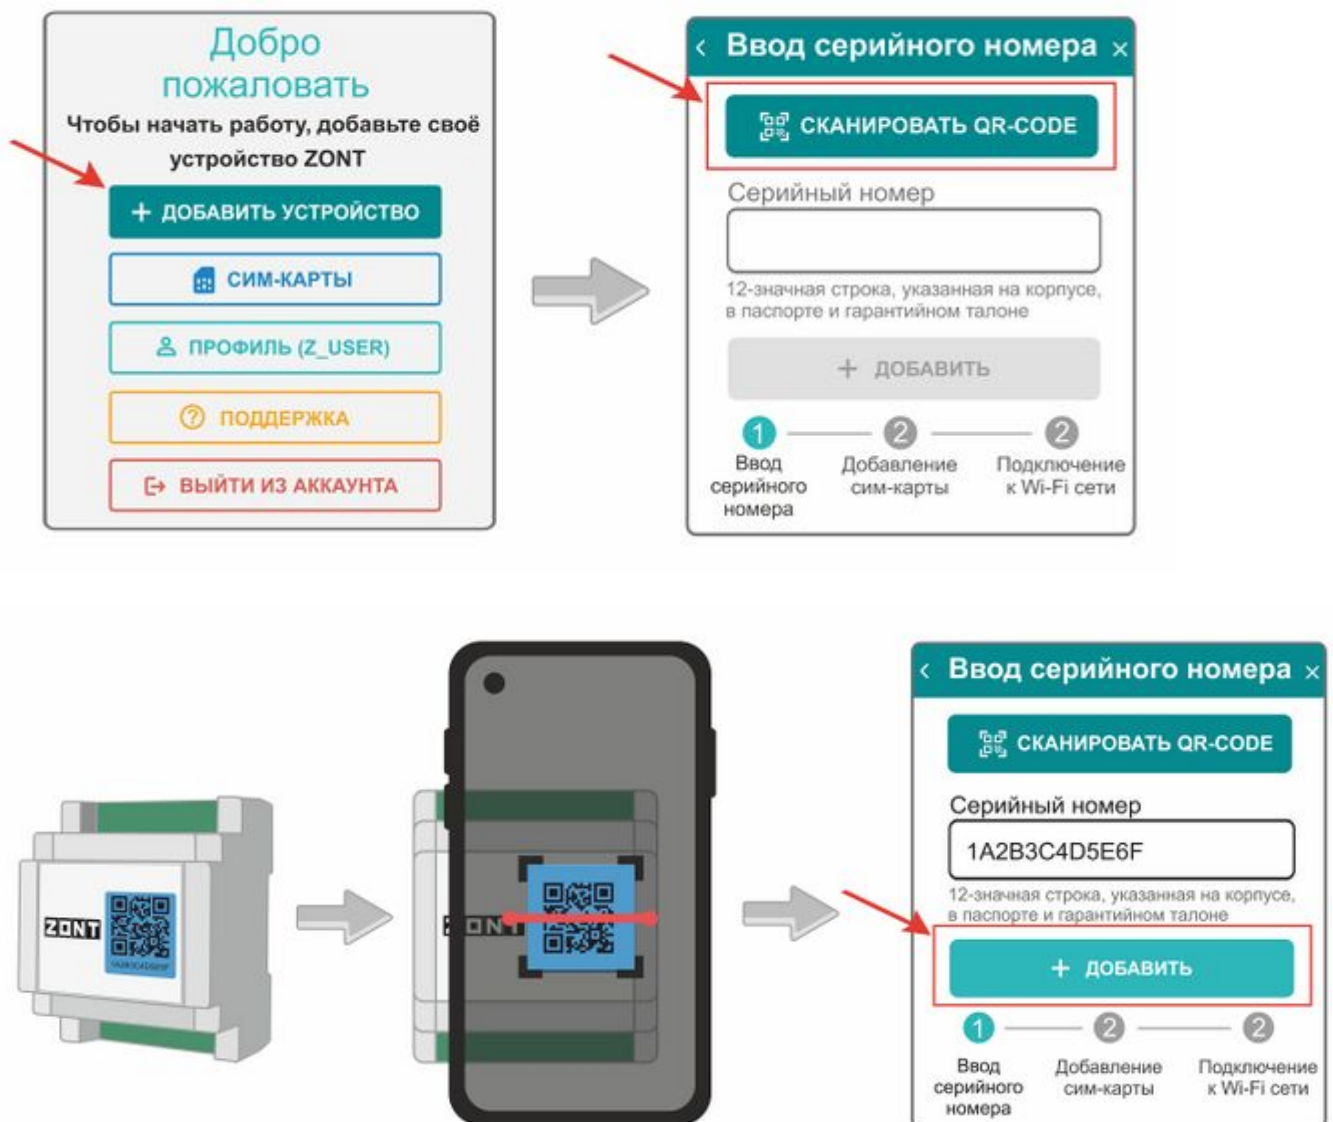 Добро
пожаловать
Чтобы начать работу, добавьте своё
устройство ZONT
+ ДОБАВИТЬ УСТРОЙСТВО
СИМ-КАРТЫ
ПРОФИЛЬ (Z_USER)
ПОДДЕРЖКА
ВЫЙТИ ИЗ АККАУНТА
< Ввод серийного номера ×
СКАНИРОВАТЬ QR-CODE
Серийный номер
12-значная строка, указанная на корпусе,
в паспорте и гарантийном талоне
+ ДОБАВИТЬ
1 2 2
Ввод
серийного
номера
Добавление
сим-карты
Подключение
к Wi-Fi сети
ZONT
ZONT
< Ввод серийного номера ×
СКАНИРОВАТЬ QR-CODE
Серийный номер
1A2B3C4D5E6F
12-значная строка, указанная на корпусе,
в паспорте и гарантийном талоне
+ ДОБАВИТЬ
1 2 2
Ввод
серийного
номера
Добавление
сим-карты
Подключение
к Wi-Fi сети